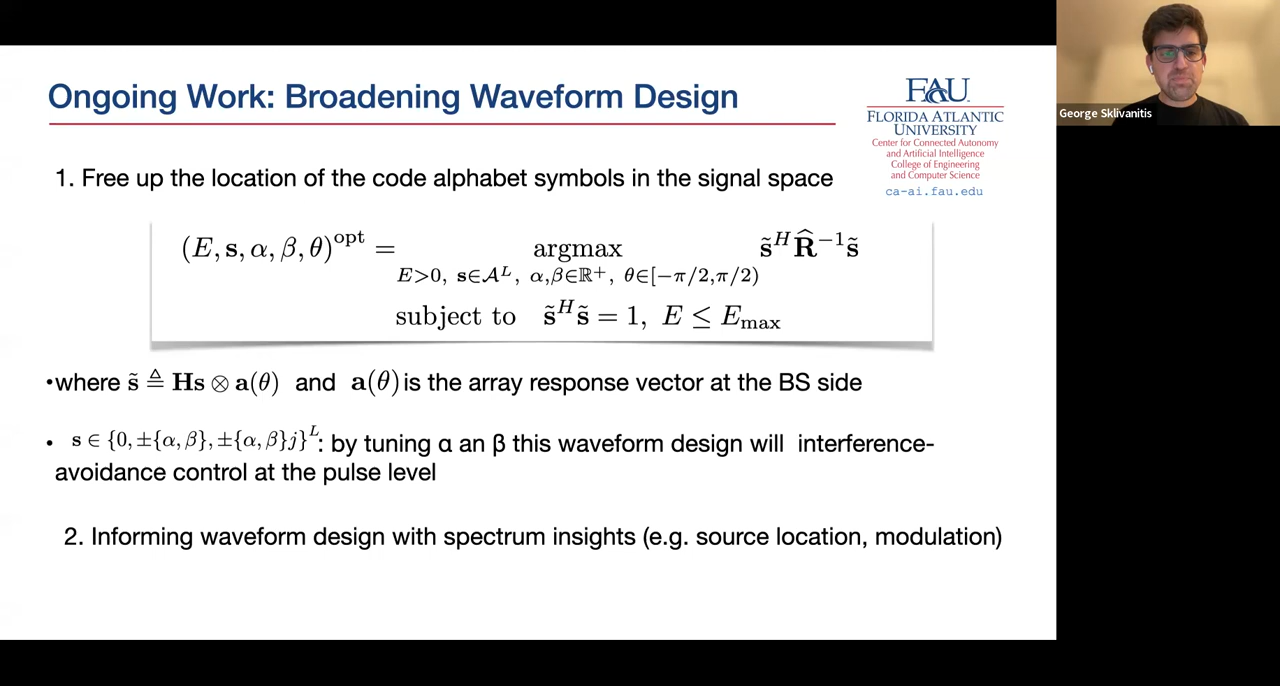 Ongoing Work: Broadening Waveform Design
FAU
FLORIDA ATLANTIC
UNIVERSITY
Center for Connected Autonomy
and Artificial Intelligence
College of Engineering
and Computer Science
ca-ai.fau.edu
George Sklivanitis
1. Free up the location of the code alphabet symbols in the signal space
(E, s, α, β, θ)^opt = argmax s̃^H R̂^−1 s̃
E>0, s∈𝒜^L, α,β∈ℝ^+, θ∈[−π/2,π/2)
subject to s̃^H s̃ = 1, E ≤ E_max
•where s̃ ≜ Hs ⊗ a(θ) and a(θ) is the array response vector at the BS side
• s ∈ {0, ±{α, β}, ±{α, β}j}^L: by tuning α an β this waveform design will interference-
avoidance control at the pulse level
2. Informing waveform design with spectrum insights (e.g. source location, modulation)